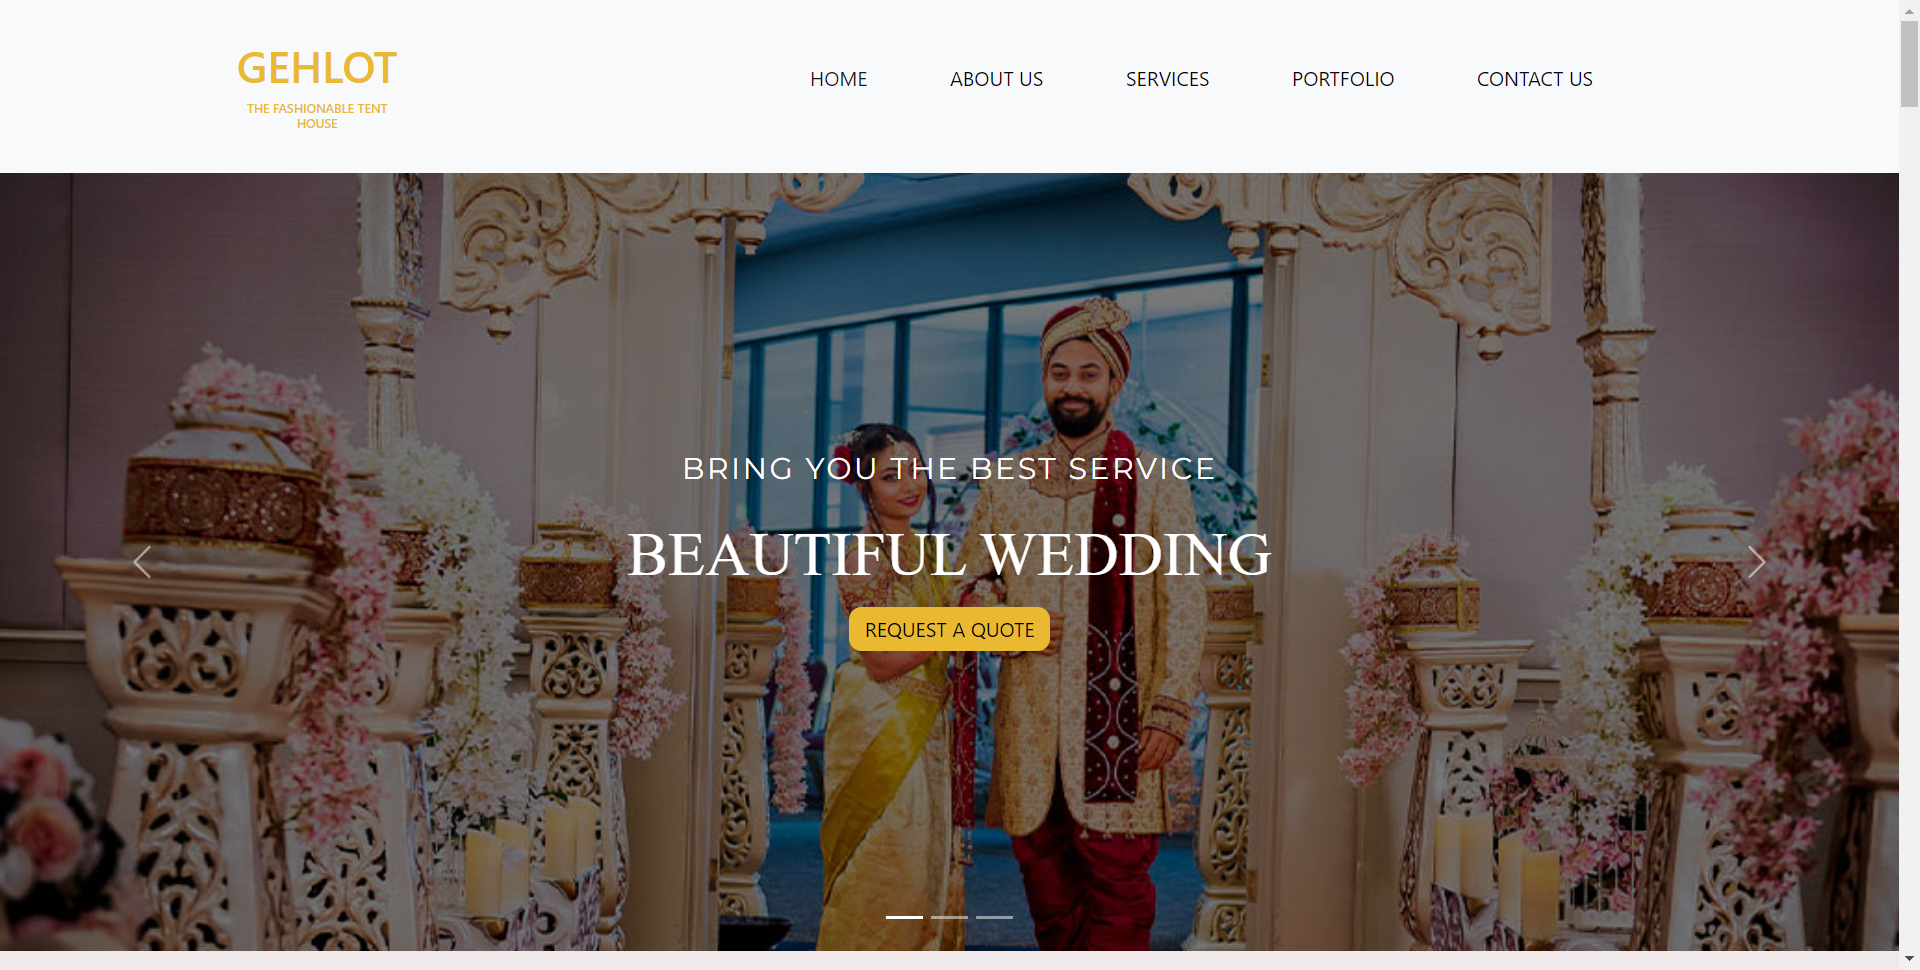 GEHLOT
THE FASHIONABLE TENT
HOUSE
HOME
ABOUT US
SERVICES
PORTFOLIO
CONTACT US
BRING YOU THE BEST SERVICE
BEAUTIFUL WEDDING
REQUEST A QUOTE